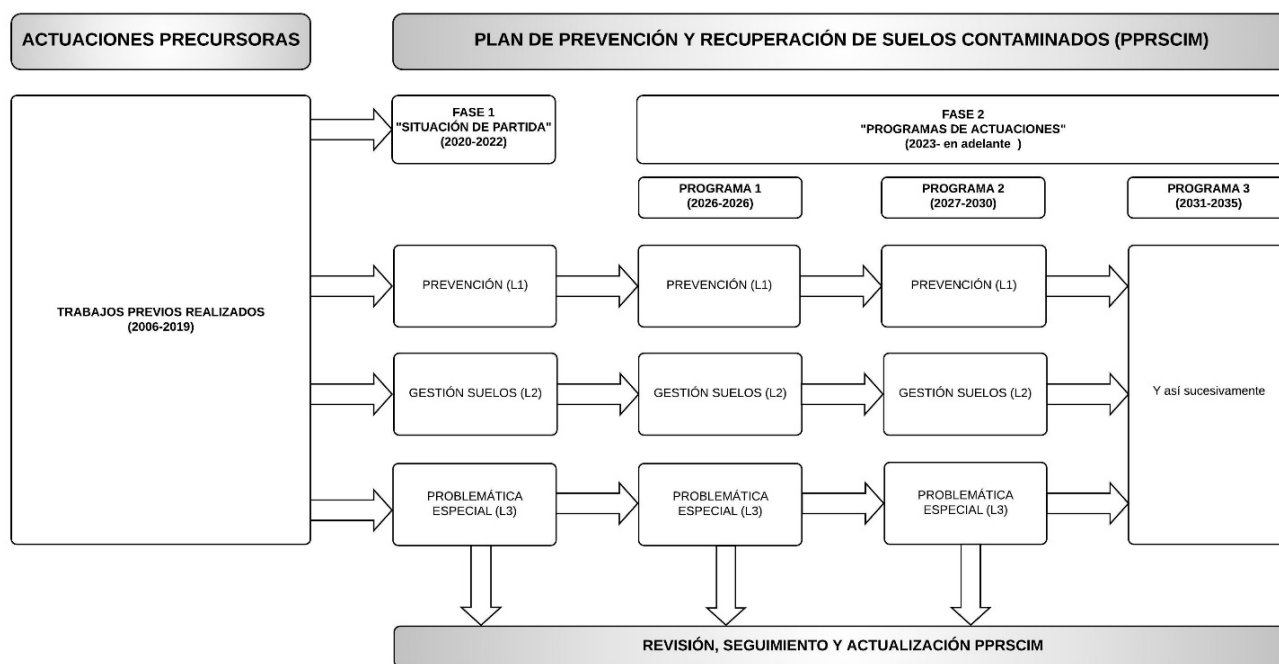 ACTUACIONES PRECURSORAS
PLAN DE PREVENCIÓN Y RECUPERACIÓN DE SUELOS CONTAMINADOS (PPRSCIM)
FASE 1
"SITUACIÓN DE PARTIDA"
(2020-2022)
FASE 2
"PROGRAMAS DE ACTUACIONES"
(2023- en adelante )
PROGRAMA 1
(2026-2026)
PROGRAMA 2
(2027-2030)
PROGRAMA 3
(2031-2035)
TRABAJOS PREVIOS REALIZADOS
(2006-2019)
PREVENCIÓN (L1)
PREVENCIÓN (L1)
PREVENCIÓN (L1)
GESTIÓN SUELOS (L2)
GESTIÓN SUELOS (L2)
GESTIÓN SUELOS (L2)
Y así sucesivamente
PROBLEMÁTICA
ESPECIAL (L3)
PROBLEMÁTICA
ESPECIAL (L3)
PROBLEMÁTICA
ESPECIAL (L3)
REVISIÓN, SEGUIMIENTO Y ACTUALIZACIÓN PPRSCIM